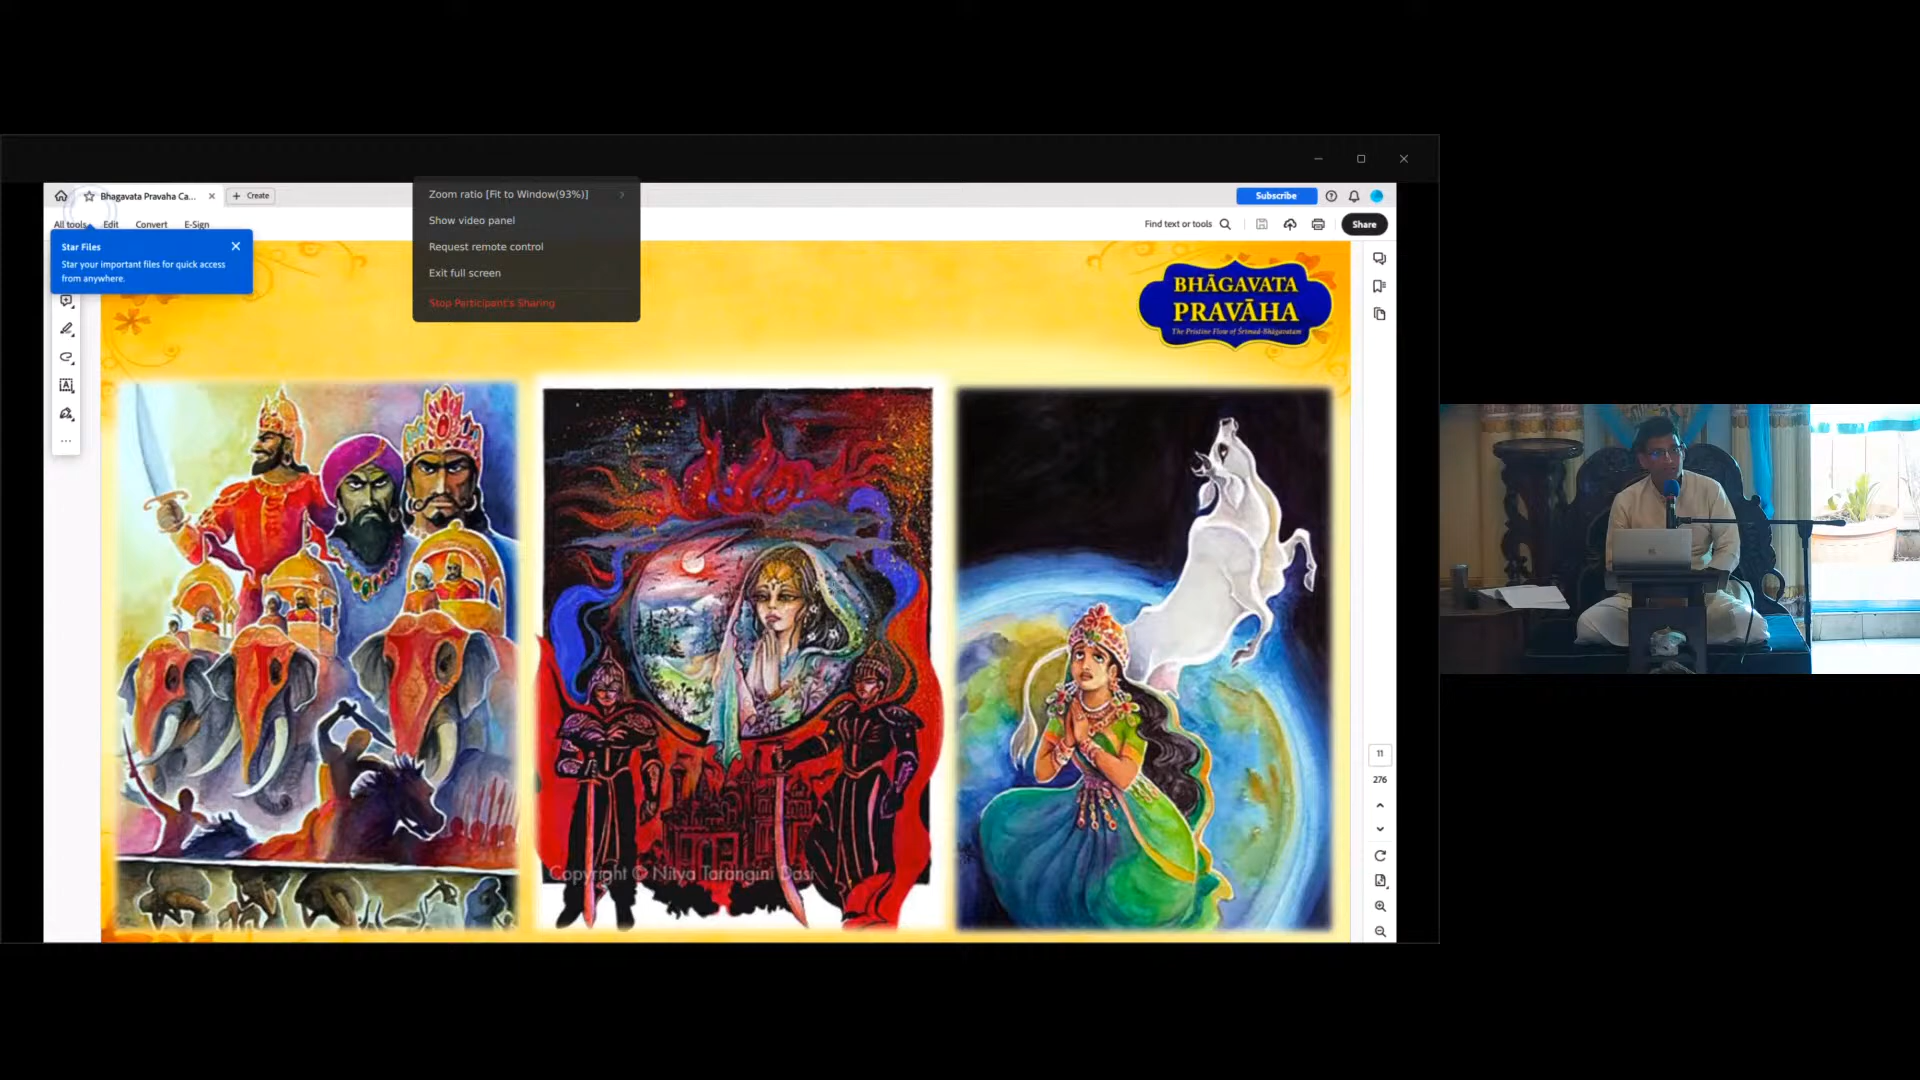 Bhagavata Pravaha Ca...
Create
Subscribe
All tools
Edit
Convert
E-Sign
Find text or tools
Share
Star Files
Star your important files for quick access
from anywhere.
Zoom ratio [Fit to Window(93%)]
Show video panel
Request remote control
Exit full screen
Stop Participant's Sharing
BHĀGAVATA
PRAVĀHA
The Pristine Flow of Śrīmad-Bhāgavatam
Copyright © Nitya Tarangini Dasi
11
276